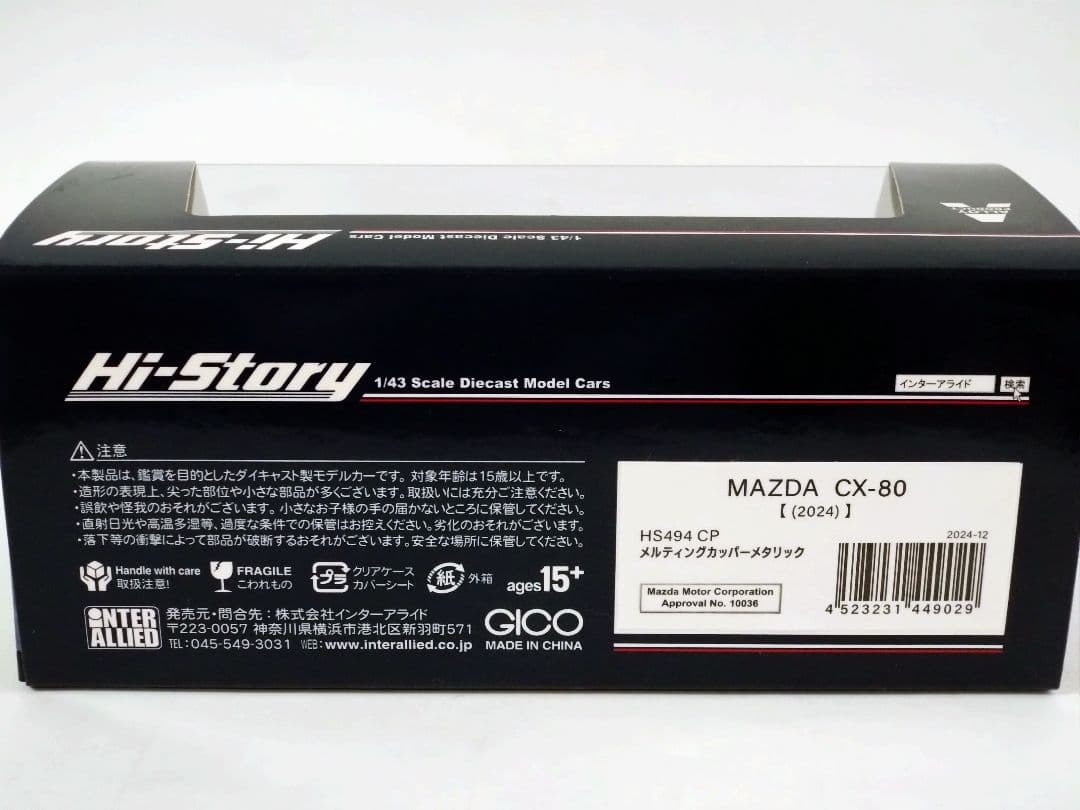 Hi-Story
1/43 Scale Diecast Model Cars
ALLOY
PRODUCT
Hi-Story 1/43 Scale Diecast Model Cars
インターアライド 検索
注意
・本製品は、鑑賞を目的としたダイキャスト製モデルカーです。対象年齢は15歳以上です。
・造形の表現上、尖った部位や小さな部品が多くございます。取扱いには充分ご注意ください。
・誤飲や怪我のおそれがございます。小さなお子様の手の届かないところに保管してください。
・直射日光や高温多湿等、過度な条件での保管はお控えください。劣化のおそれがございます。
・落下等の衝撃によって部品が破断するおそれがございます。安全な場所に保管してください。
Handle with care
取扱注意!
FRAGILE
こわれもの
プラ
クリアケース
カバーシート
紙 外箱
ages15+
INTER
ALLIED
発売元・問合先:株式会社インターアライド
〒223-0057 神奈川県横浜市港北区新羽町571
TEL:045-549-3031 WEB:www.interallied.co.jp
GICO
MADE IN CHINA
MAZDA CX-80
【(2024)】
HS494 CP
2024-12
メルティングカッパーメタリック
Mazda Motor Corporation
Approval No. 10036
4 523231 449029